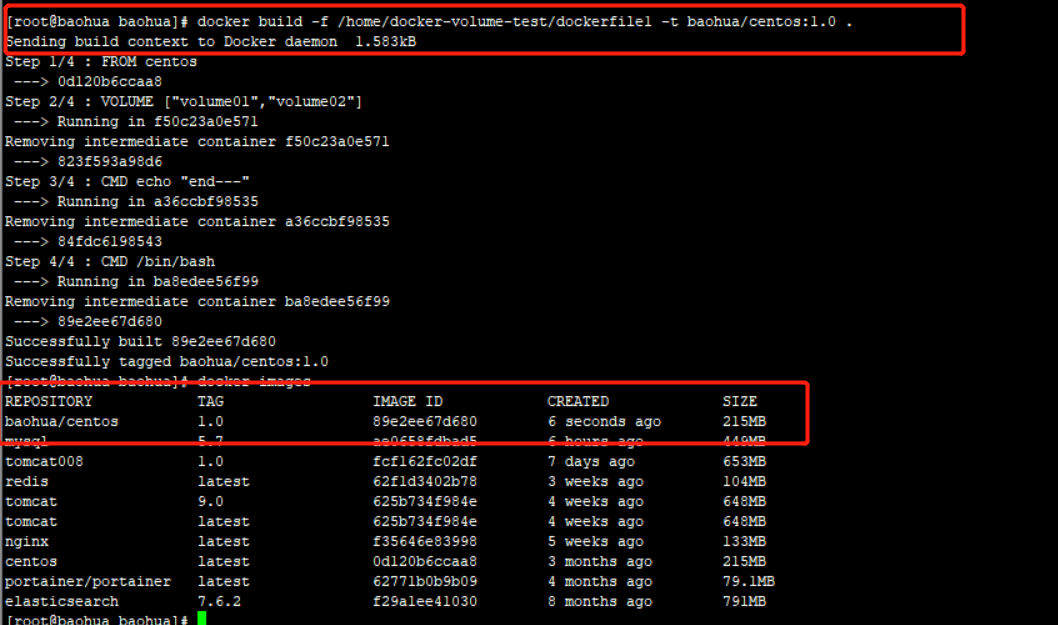 [root@baohua baohua]# docker build -f /home/docker-volume-test/dockerfile1 -t baohua/centos:1.0 .
Sending build context to Docker daemon  1.583kB
Step 1/4 : FROM centos
 ---> 0d120b6ccaa8
Step 2/4 : VOLUME ["volume01","volume02"]
 ---> Running in f50c23a0e571
Removing intermediate container f50c23a0e571
 ---> 823f593a98d6
Step 3/4 : CMD echo "end---"
 ---> Running in a36ccbf98535
Removing intermediate container a36ccbf98535
 ---> 84fdc6198543
Step 4/4 : CMD /bin/bash
 ---> Running in ba8edee56f99
Removing intermediate container ba8edee56f99
 ---> 89e2ee67d680
Successfully built 89e2ee67d680
Successfully tagged baohua/centos:1.0
[root@baohua baohua]# docker images
REPOSITORY TAG IMAGE ID CREATED SIZE
baohua/centos 1.0 89e2ee67d680 6 seconds ago 215MB
mysql 5.7 ae0658fdbad5 6 hours ago 449MB
tomcat008 1.0 fcf162fc02df 7 days ago 653MB
redis latest 62f1d3402b78 3 weeks ago 104MB
tomcat 9.0 625b734f984e 4 weeks ago 648MB
tomcat latest 625b734f984e 4 weeks ago 648MB
nginx latest f35646e83998 5 weeks ago 133MB
centos latest 0d120b6ccaa8 3 months ago 215MB
portainer/portainer latest 62771b0b9b09 4 months ago 79.1MB
elasticsearch 7.6.2 f29a1ee41030 8 months ago 791MB
[root@baohua baohua]#